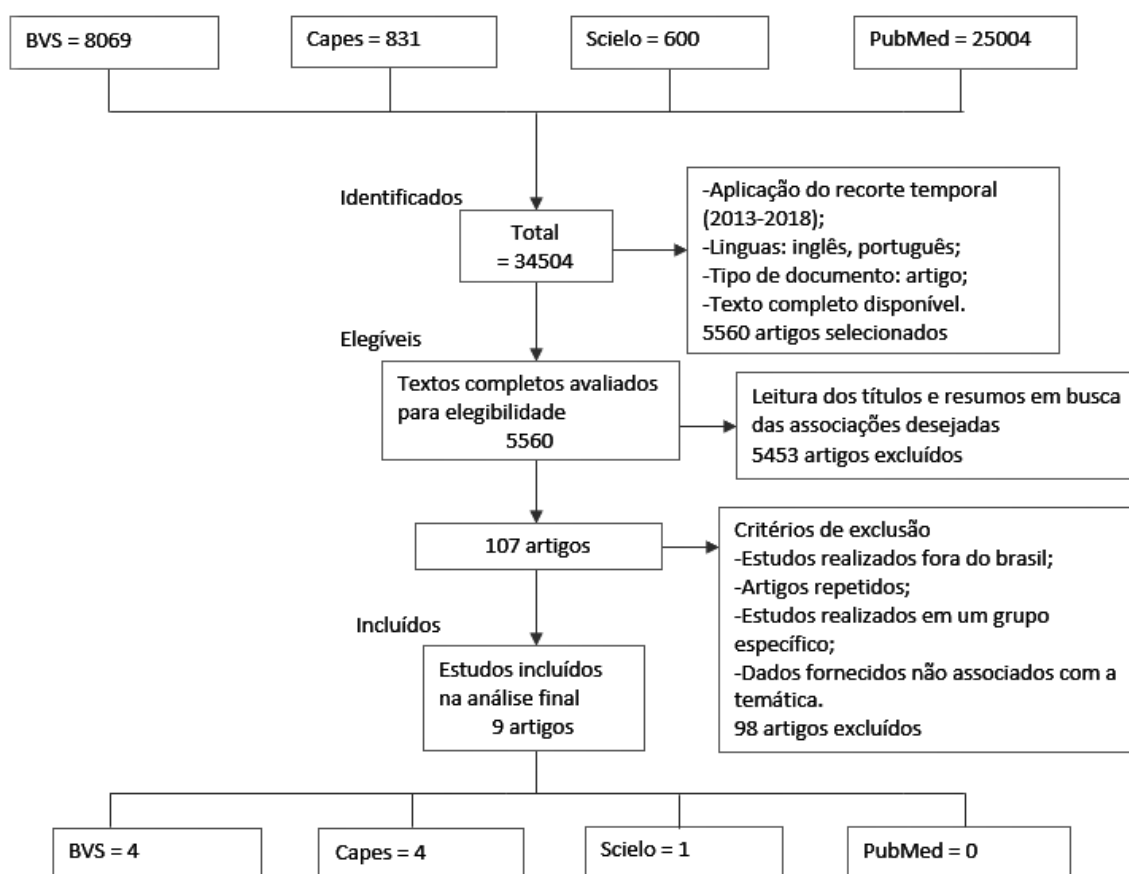 BVS = 8069
Capes = 831
Scielo = 600
PubMed = 25004
Identificados
Total
= 34504
-Aplicação do recorte temporal
(2013-2018);
-Linguas: inglês, português;
-Tipo de documento: artigo;
-Texto completo disponível.
5560 artigos selecionados
Elegíveis
Textos completos avaliados
para elegibilidade
5560
Leitura dos títulos e resumos em busca
das associações desejadas
5453 artigos excluídos
107 artigos
Critérios de exclusão
-Estudos realizados fora do brasil;
-Artigos repetidos;
-Estudos realizados em um grupo
específico;
-Dados fornecidos não associados com a
temática.
98 artigos excluídos
Incluídos
Estudos incluídos
na análise final
9 artigos
BVS = 4
Capes = 4
Scielo = 1
PubMed = 0